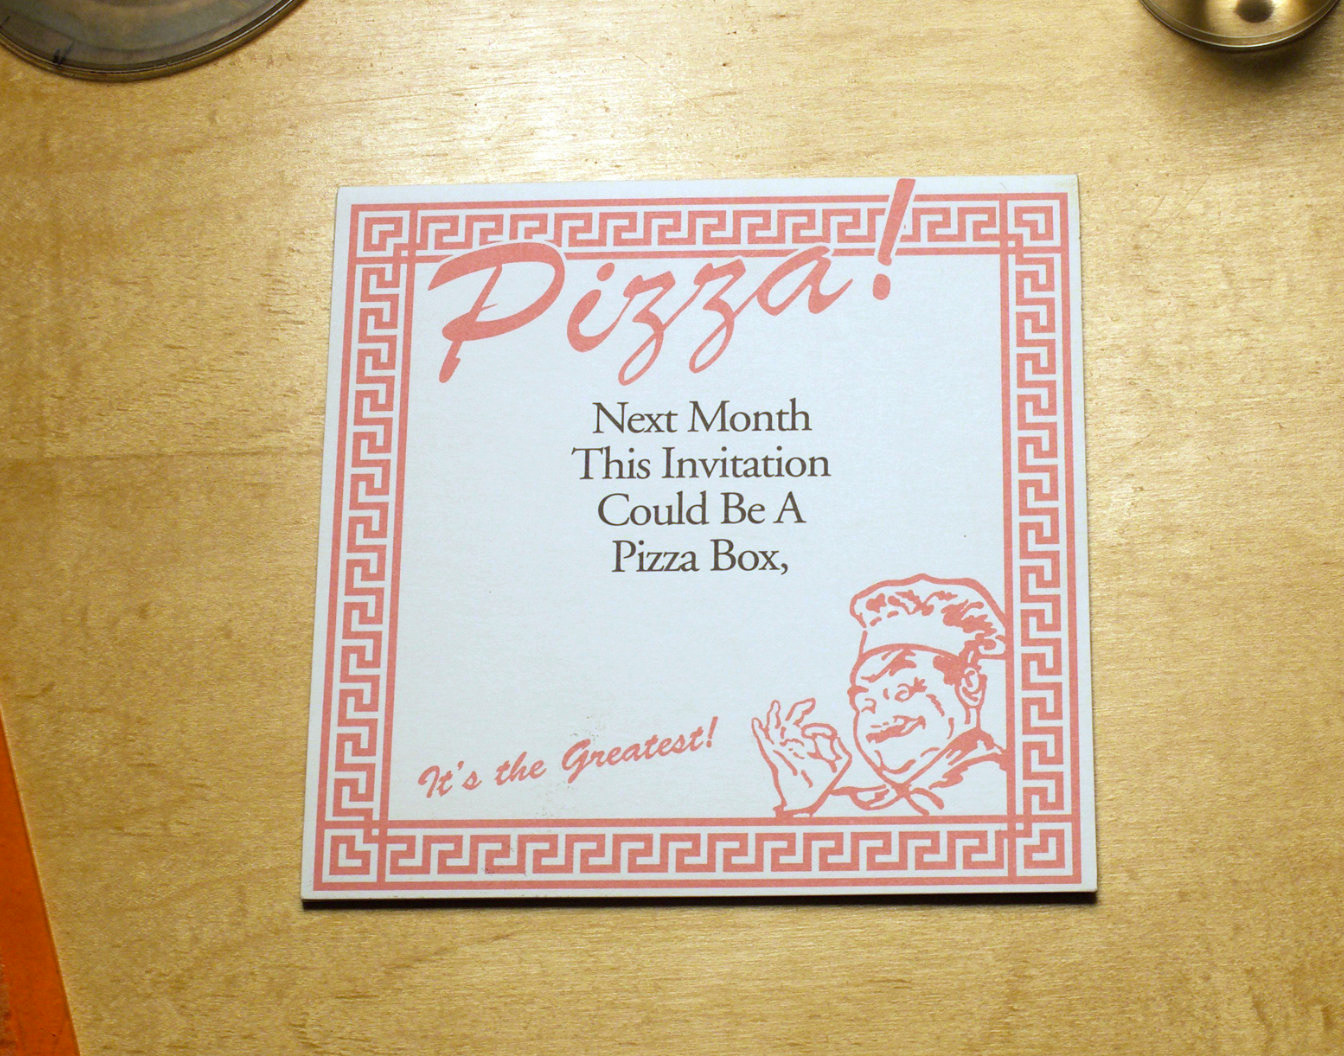 Pizza!
Next Month
This Invitation
Could Be A
Pizza Box,
It's the Greatest!